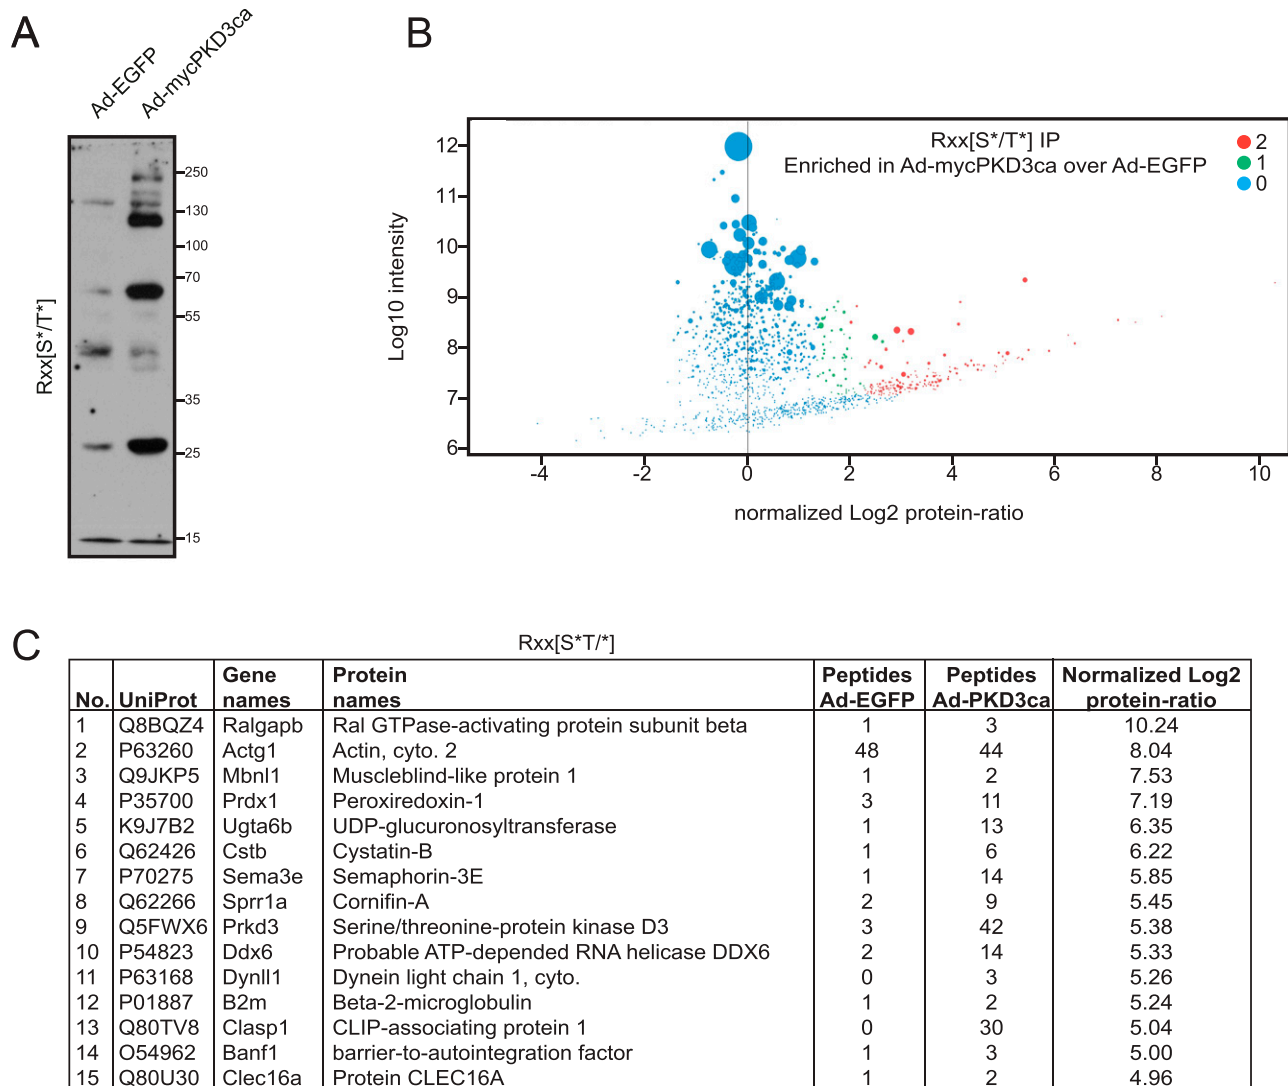 A
Ad-EGFP
Ad-mycPKD3ca
Rxx[S*/T*]
250
130
100
70
55
35
25
15
B
Rxx[S*/T*] IP
Enriched in Ad-mycPKD3ca over Ad-EGFP
2
1
0
Log10 intensity
12
11
10
9
8
7
6
-4 -2 0 2 4 6 8 10
normalized Log2 protein-ratio
C
Rxx[S*T/*]
No. UniProt Gene names Protein names Peptides Ad-EGFP Peptides Ad-PKD3ca Normalized Log2 protein-ratio
1 Q8BQZ4 Ralgapb Ral GTPase-activating protein subunit beta 1 3 10.24
2 P63260 Actg1 Actin, cyto. 2 48 44 8.04
3 Q9JKP5 Mbnl1 Muscleblind-like protein 1 1 2 7.53
4 P35700 Prdx1 Peroxiredoxin-1 3 11 7.19
5 K9J7B2 Ugta6b UDP-glucuronosyltransferase 1 13 6.35
6 Q62426 Cstb Cystatin-B 1 6 6.22
7 P70275 Sema3e Semaphorin-3E 1 14 5.85
8 Q62266 Sprr1a Cornifin-A 2 9 5.45
9 Q5FWX6 Prkd3 Serine/threonine-protein kinase D3 3 42 5.38
10 P54823 Ddx6 Probable ATP-depended RNA helicase DDX6 2 14 5.33
11 P63168 Dynll1 Dynein light chain 1, cyto. 0 3 5.26
12 P01887 B2m Beta-2-microglobulin 1 2 5.24
13 Q80TV8 Clasp1 CLIP-associating protein 1 0 30 5.04
14 O54962 Banf1 barrier-to-autointegration factor 1 3 5.00
15 Q80U30 Clec16a Protein CLEC16A 1 2 4.96